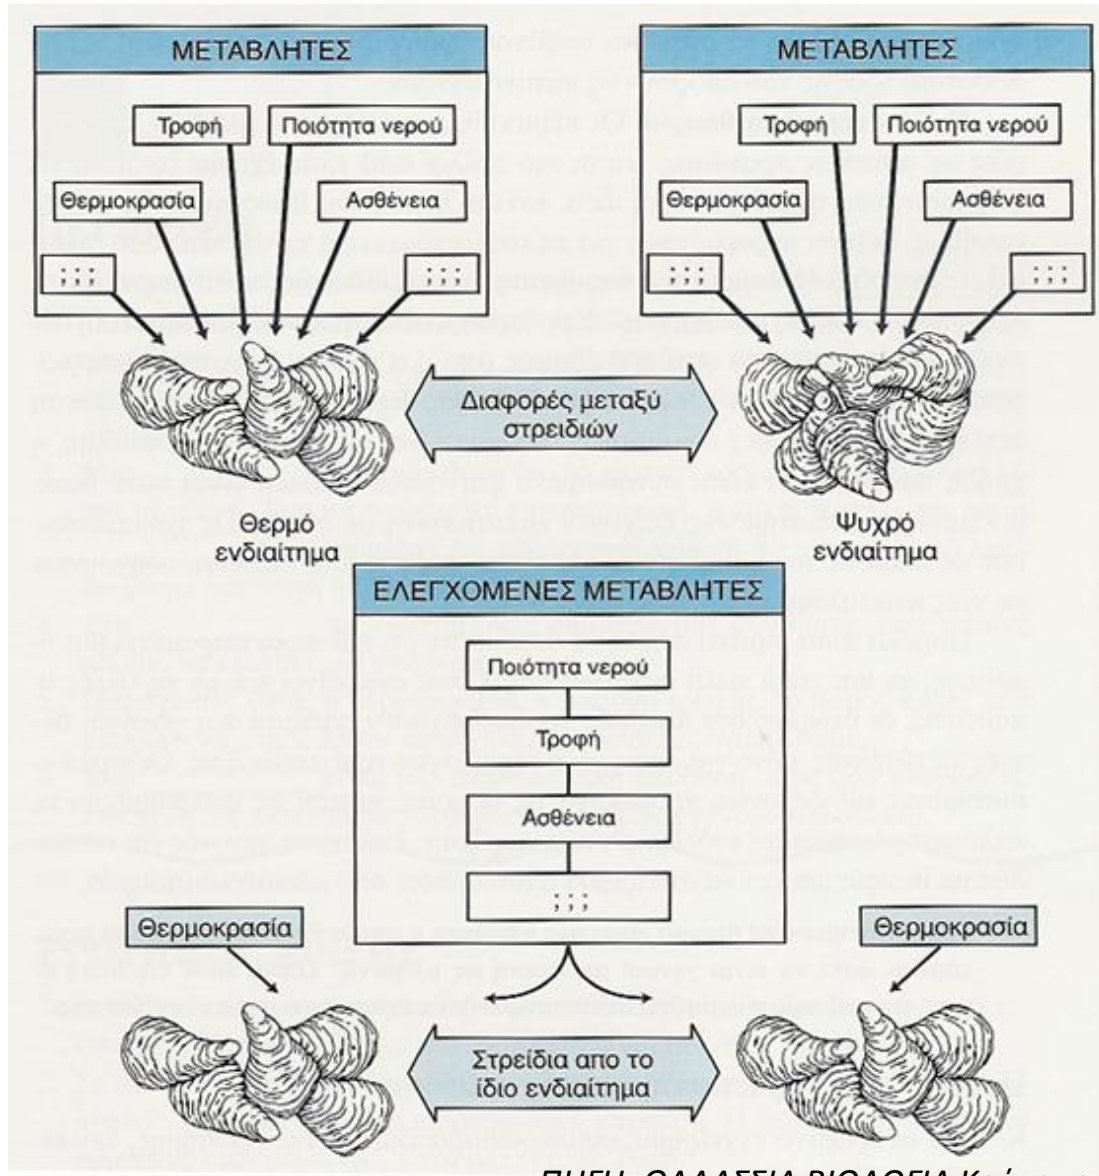 ΜΕΤΑΒΛΗΤΕΣ
Τροφή
Ποιότητα νερού
Θερμοκρασία
Ασθένεια
; ; ;
; ; ;
ΜΕΤΑΒΛΗΤΕΣ
Τροφή
Ποιότητα νερού
Θερμοκρασία
Ασθένεια
; ; ;
; ; ;
Διαφορές μεταξύ
στρειδιών
Θερμό
ενδιαίτημα
Ψυχρό
ενδιαίτημα
ΕΛΕΓΧΟΜΕΝΕΣ ΜΕΤΑΒΛΗΤΕΣ
Ποιότητα νερού
Τροφή
Ασθένεια
; ; ;
Θερμοκρασία
Θερμοκρασία
Στρείδια απο το
ίδιο ενδιαίτημα